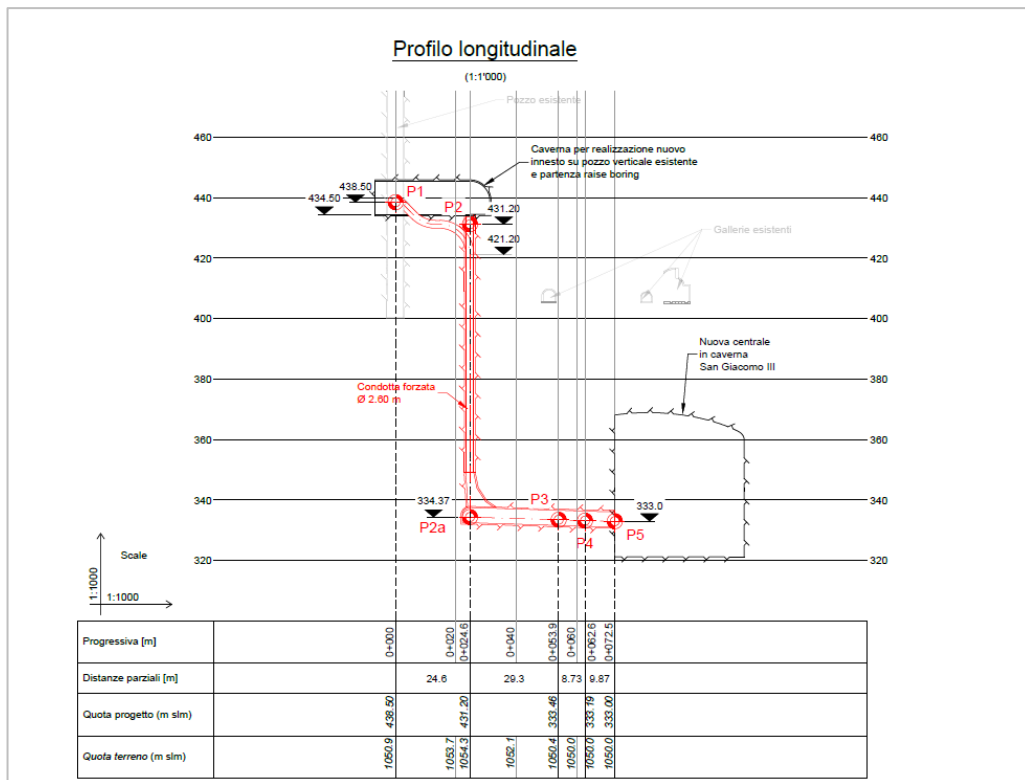 Profilo longitudinale
(1:1'000)
Pozzo esistente
460
460
Caverna per realizzazione nuovo
innesto su pozzo verticale esistente
e partenza raise boring
438.50
P1
440
440
434.50
P2
431.20
421.20
Gallerie esistenti
420
420
400
400
Nuova centrale
in caverna
San Giacomo III
380
380
Condotta forzata
Ø 2.60 m
360
360
340
340
334.37
P3
333.0
P2a
P4
P5
Scale
320
320
1:1000
1:1000
Progressiva [m]
0+000
0+020
0+024.6
0+040
0+053.9
0+060
0+062.6
0+072.5
Distanze parziali [m]
24.6
29.3
8.73
9.87
Quota progetto (m slm)
438.50
431.20
333.46
333.19
333.00
Quota terreno (m slm)
1050.9
1053.7
1054.3
1052.1
1050.4
1050.0
1050.0
1050.0